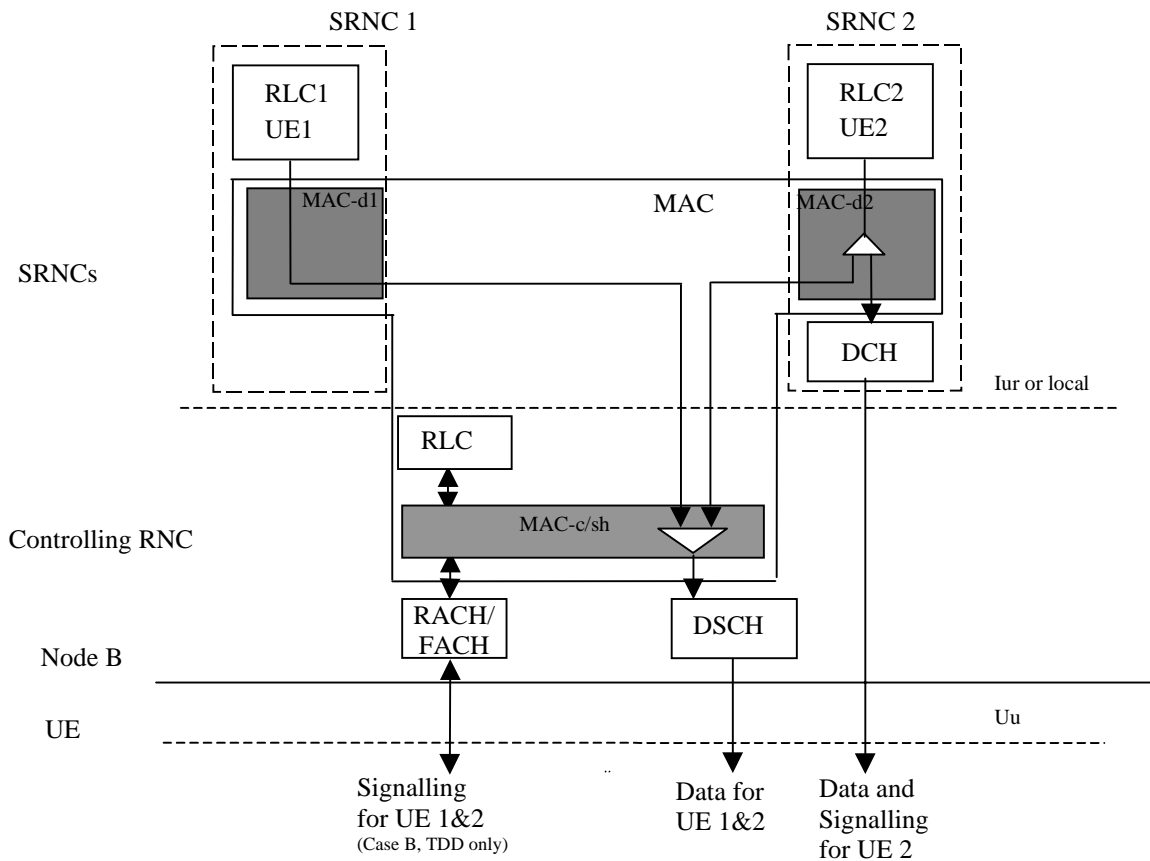 SRNC 1
SRNC 2
RLC1
UE1
RLC2
UE2
MAC-d1
MAC
MAC-d2
SRNCs
DCH
Iur or local
RLC
MAC-c/sh
Controlling RNC
RACH/
FACH
DSCH
Node B
UE
Uu
Signalling
for UE 1&2
(Case B, TDD only)
..
Data for
UE 1&2
Data and
Signalling
for UE 2